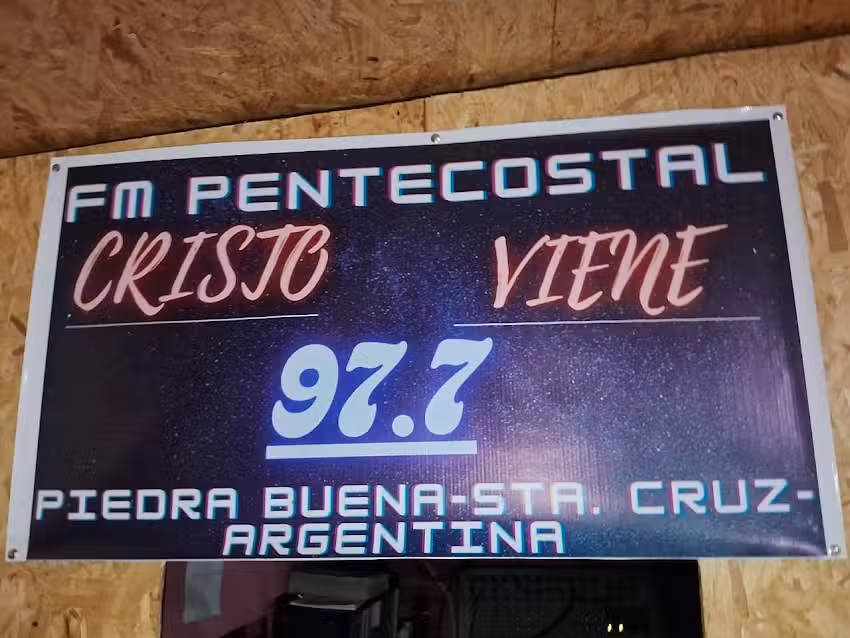 FM PENTECOSTAL
CRISTO VIENE
97.7
PIEDRA BUENA-STA. CRUZ-
ARGENTINA